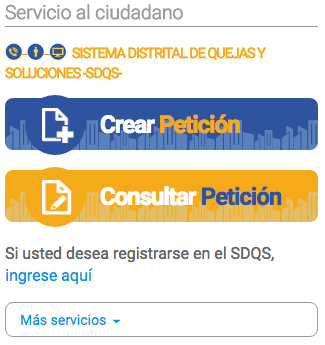 Servicio al ciudadano
SISTEMA DISTRITAL DE QUEJAS Y
SOLUCIONES -SDQS-
Crear Petición
Consultar Petición
Si usted desea registrarse en el SDQS,
ingrese aquí
Más servicios